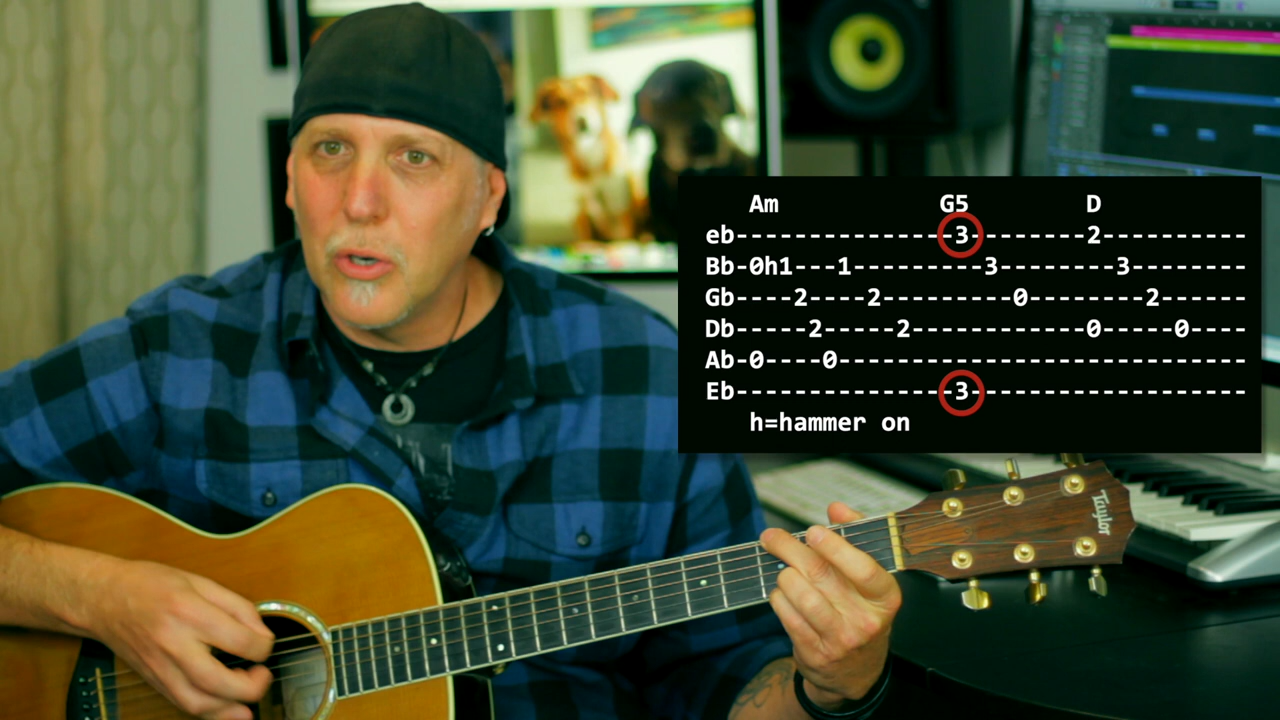 Am           G5        D
eb---------------3--------2----------
Bb-0h1---1---------3--------3--------
Gb----2----2---------0--------2------
Db-----2-----2------------0-----0----
Ab-0----0----------------------------
Eb---------------3-------------------
h=hammer on
Taylor